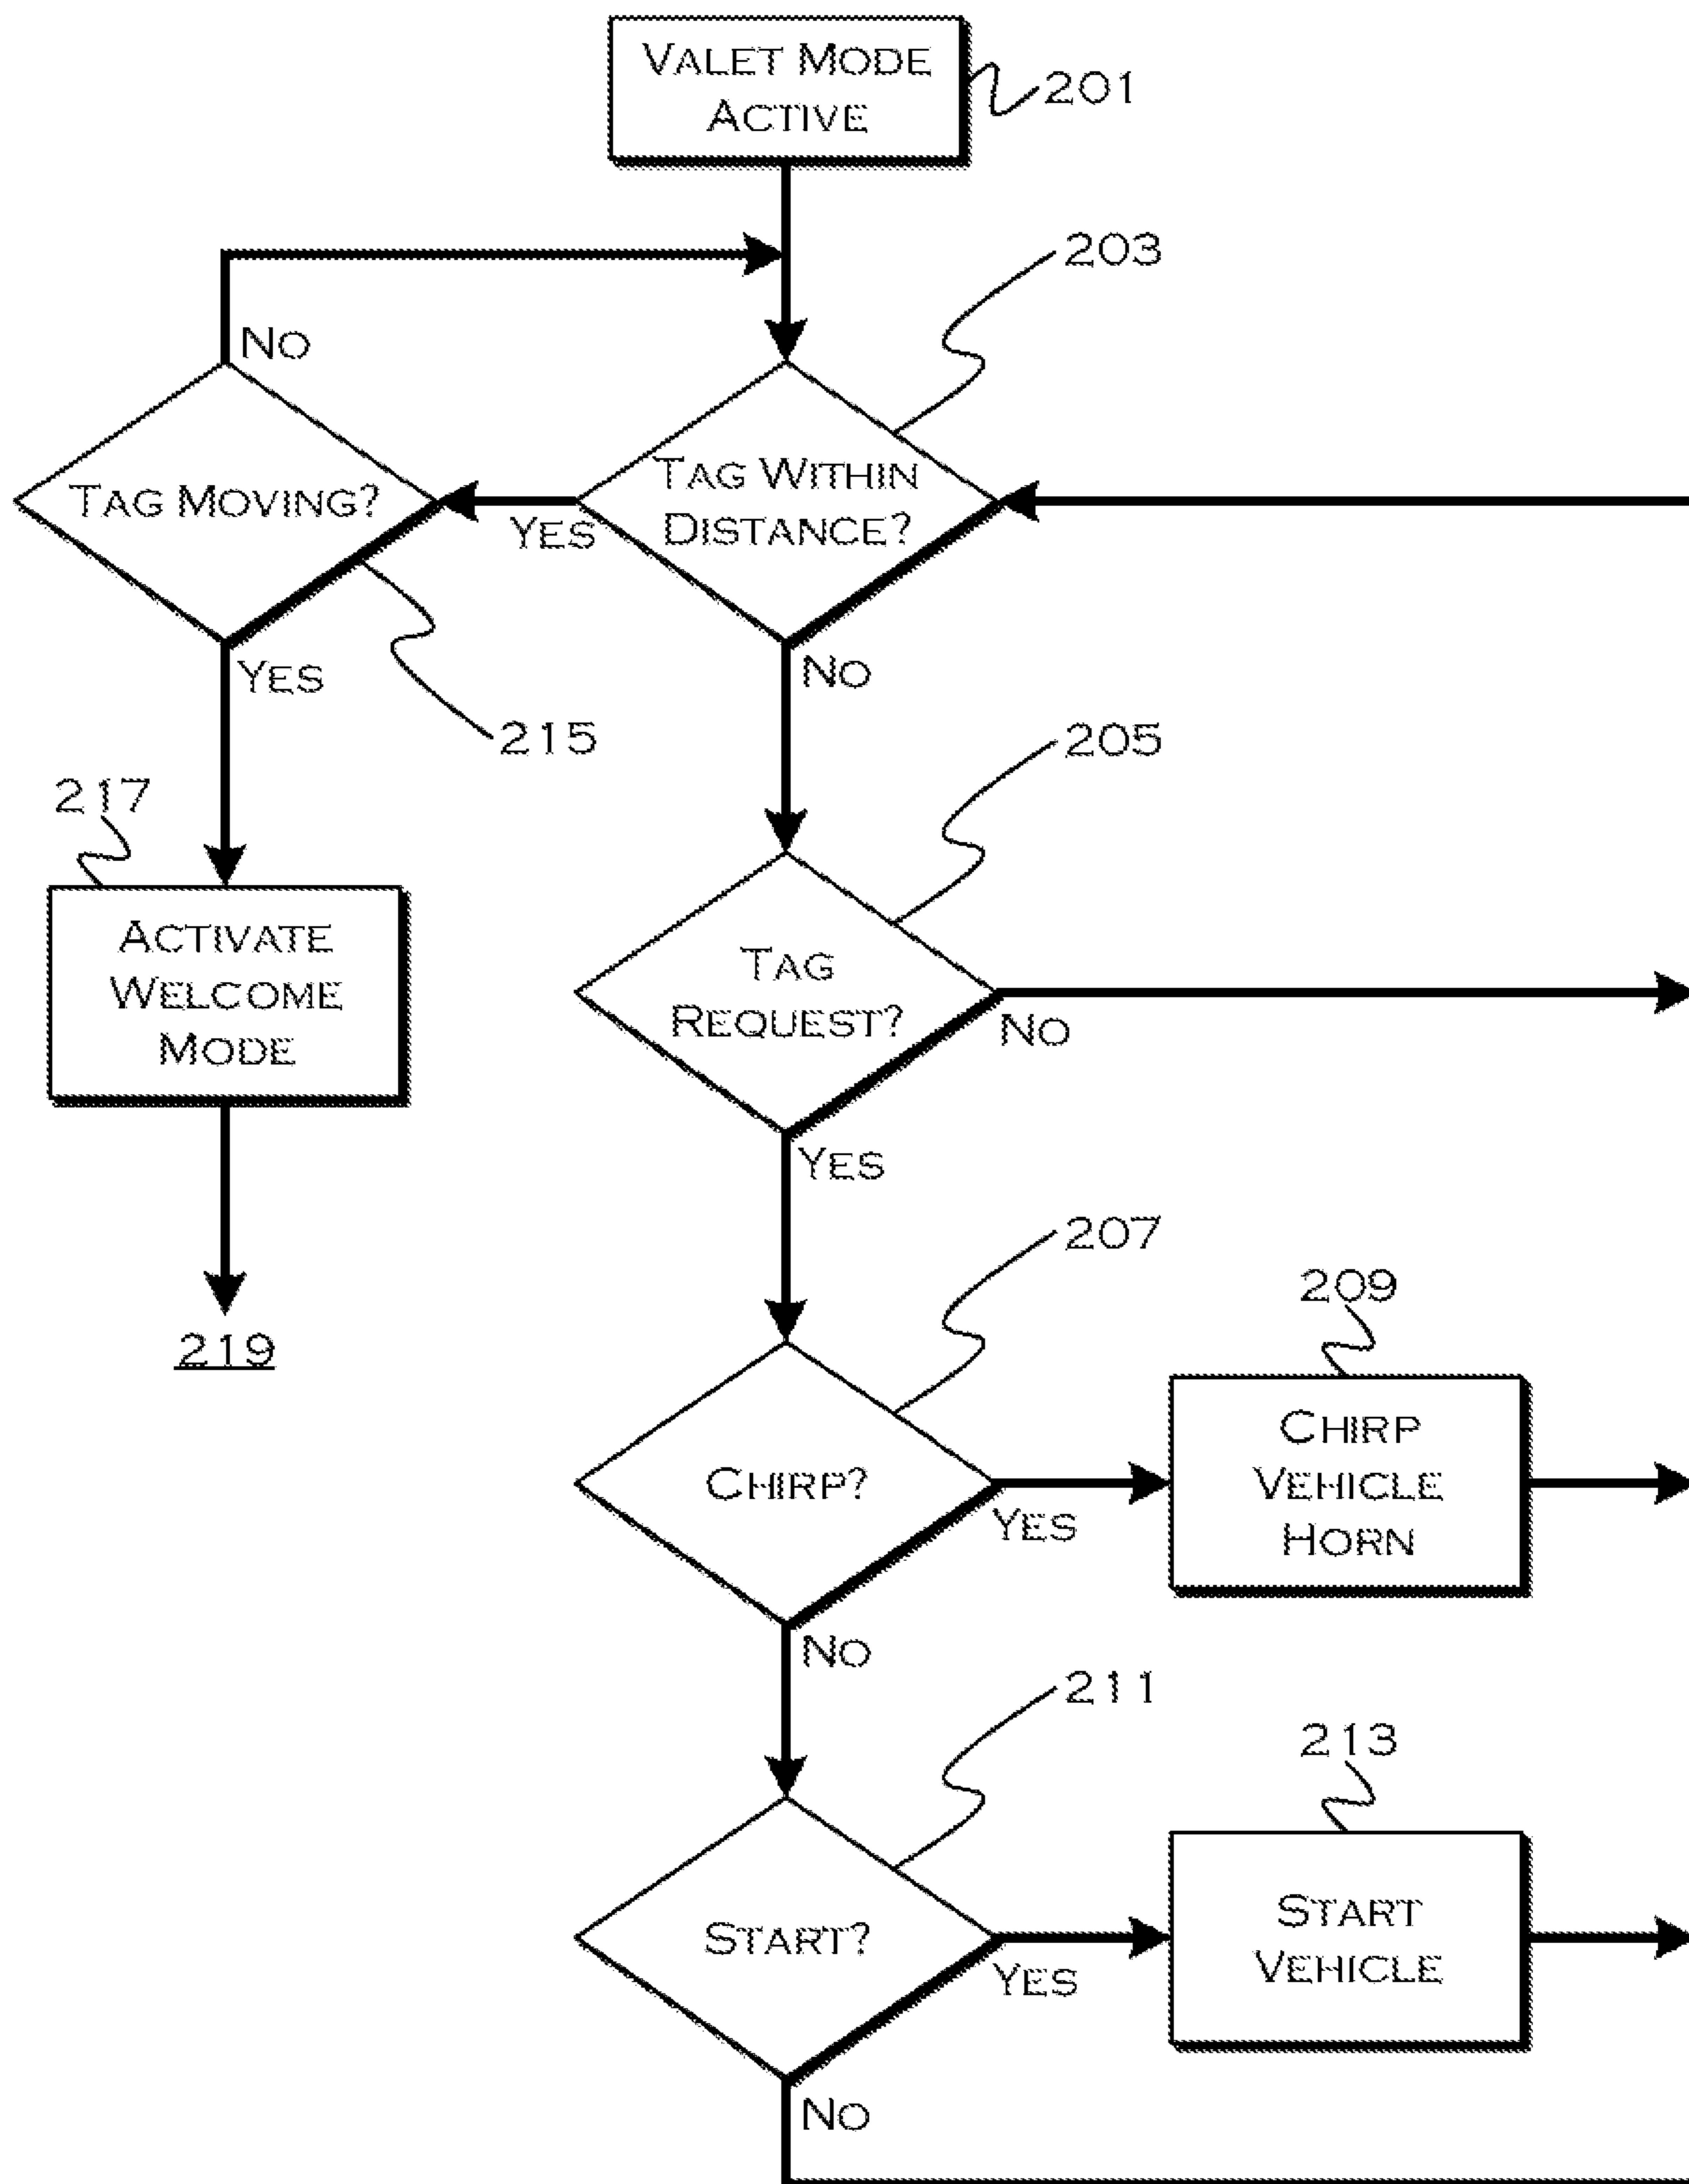 VALET MODE
ACTIVE
201
203
NO
TAG MOVING?
TAG WITHIN
DISTANCE?
YES
NO
YES
215
205
217
ACTIVATE
WELCOME
MODE
TAG
REQUEST?
NO
YES
207
219
209
CHIRP?
YES
CHIRP
VEHICLE
HORN
NO
211
213
START?
YES
START
VEHICLE
NO